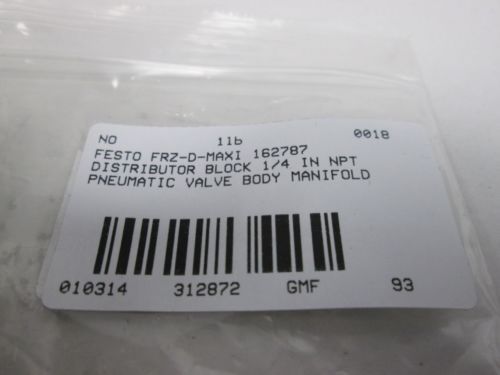 NO 1lb 0018
FESTO FRZ-D-MAXI 162787
DISTRIBUTOR BLOCK 1/4 IN NPT
PNEUMATIC VALVE BODY MANIFOLD
010314 312872 GMF 93